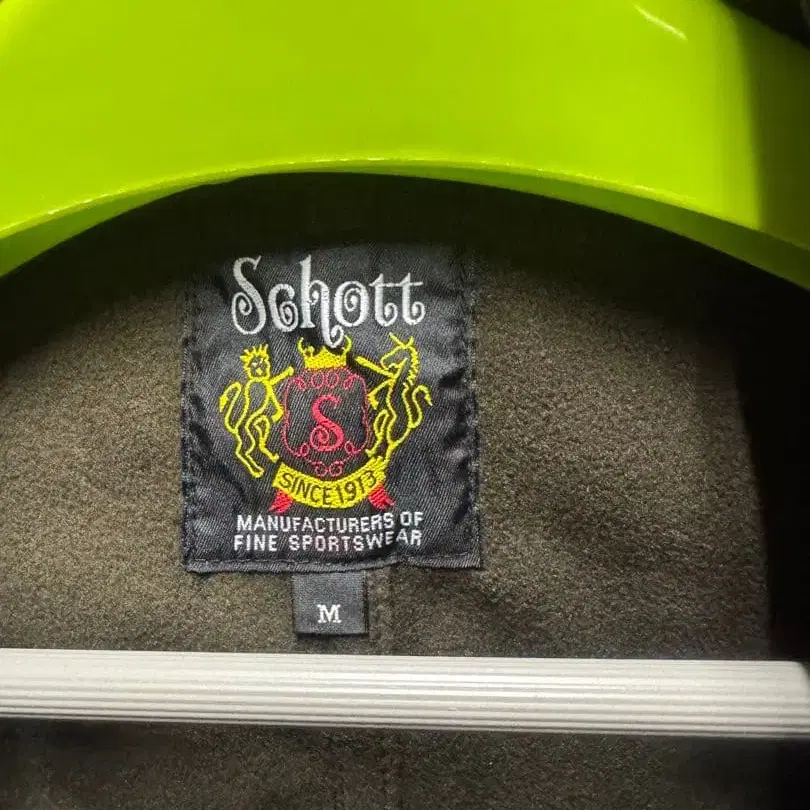 Schott
S
SINCE 1913
MANUFACTURERS OF
FINE SPORTSWEAR
M